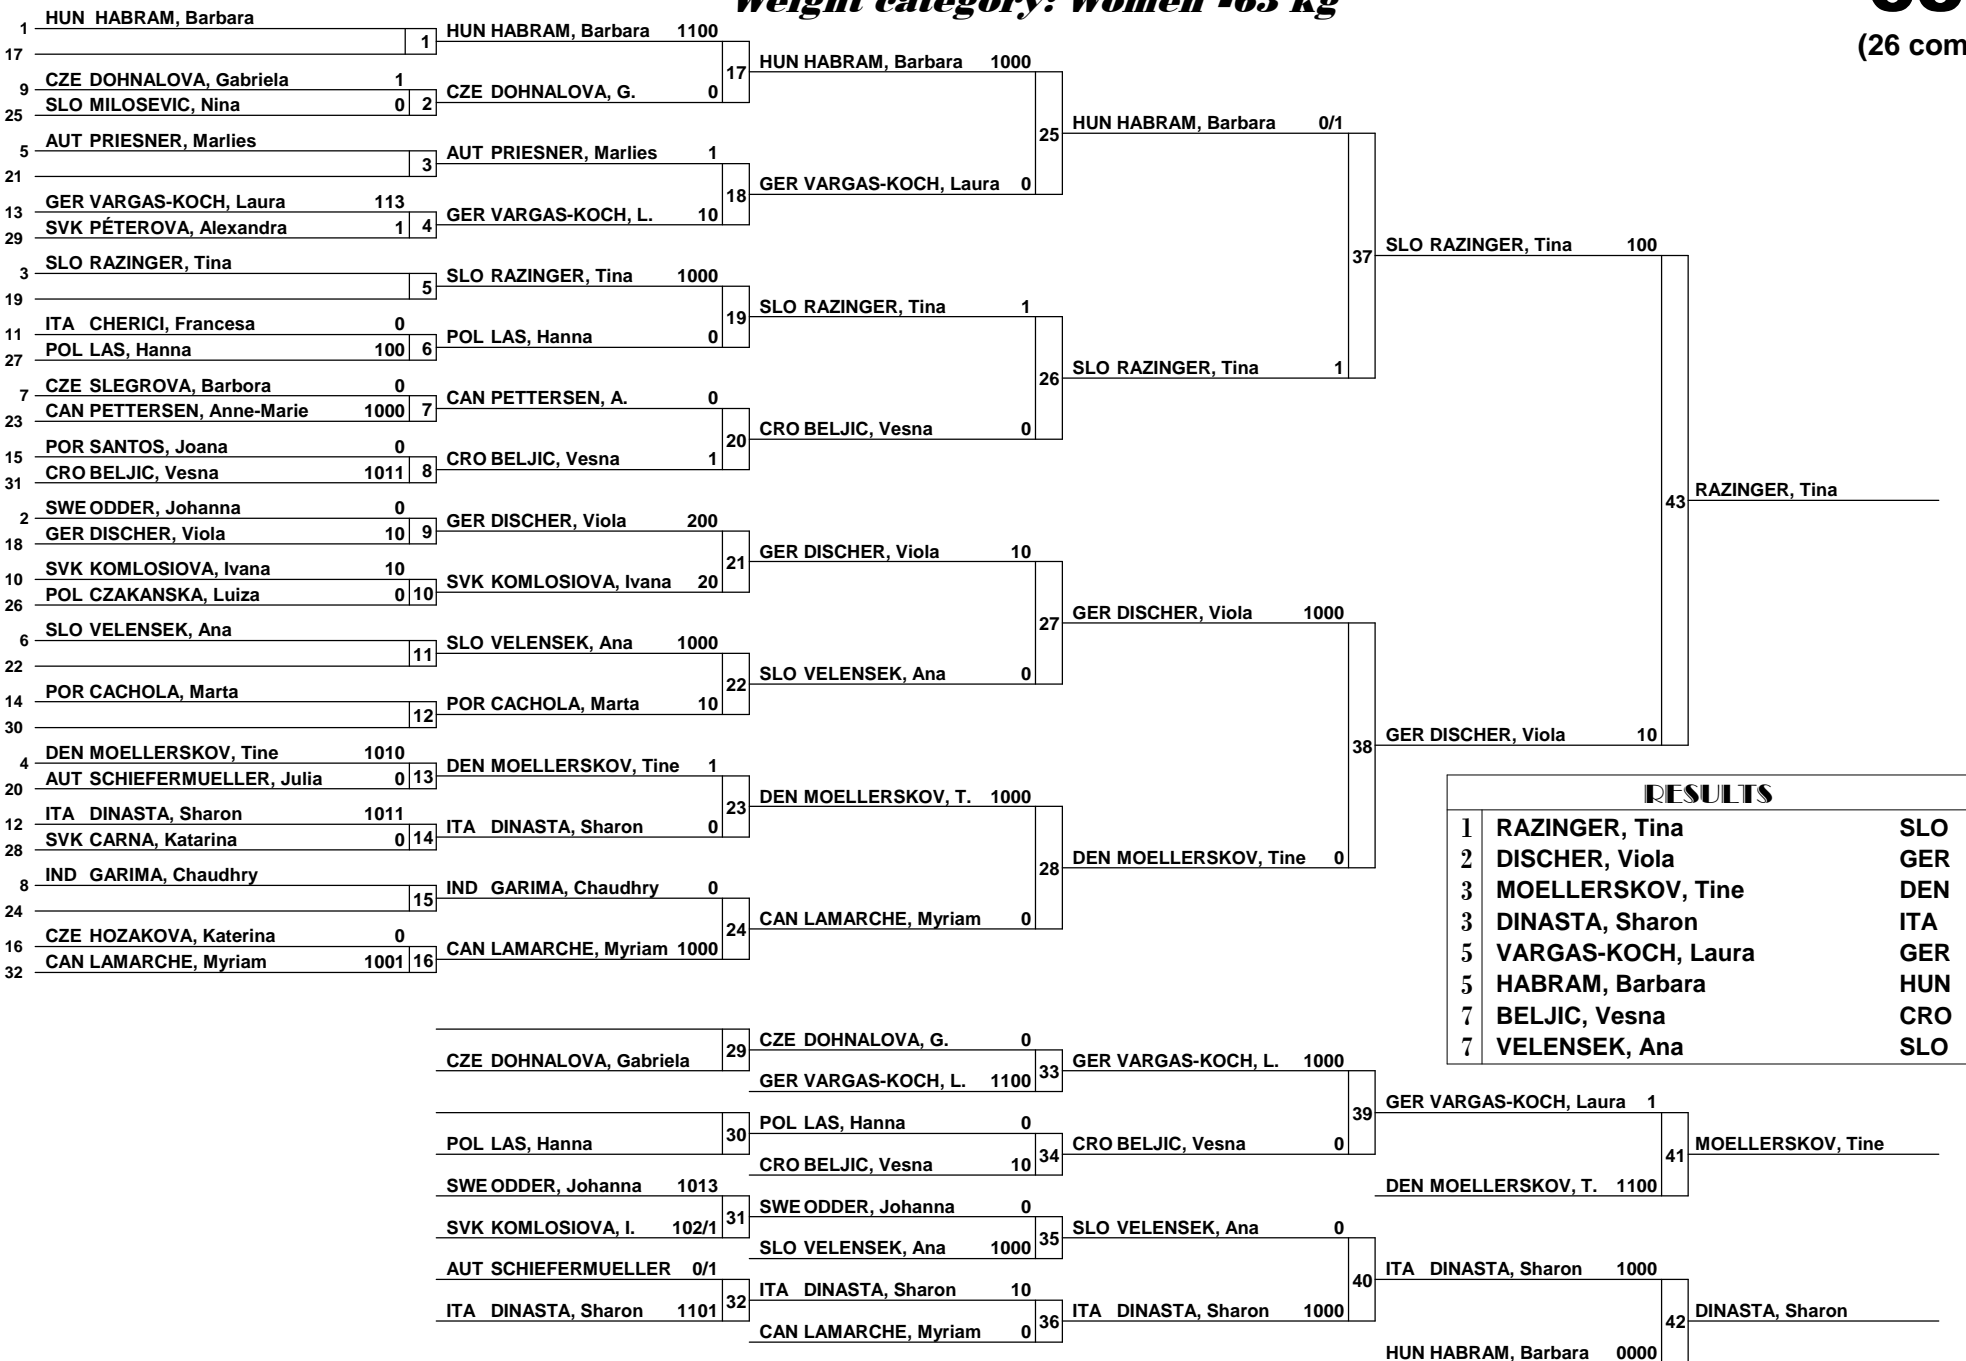 Weight category: Women -63 kg
(26 com
1 HUN HABRAM, Barbara
17
1
9 CZE DOHNALOVA, Gabriela 1
25 SLO MILOSEVIC, Nina 0
2
5 AUT PRIESNER, Marlies
21
3
13 GER VARGAS-KOCH, Laura 113
29 SVK PÉTEROVA, Alexandra 1
4
3 SLO RAZINGER, Tina
19
5
11 ITA CHERICI, Francesa 0
27 POL LAS, Hanna 100
6
7 CZE SLEGROVA, Barbora 0
23 CAN PETTERSEN, Anne-Marie 1000
7
15 POR SANTOS, Joana 0
31 CRO BELJIC, Vesna 1011
8
2 SWE ODDER, Johanna 0
18 GER DISCHER, Viola 10
9
10 SVK KOMLOSIOVA, Ivana 10
26 POL CZAKANSKA, Luiza 0
10
6 SLO VELENSEK, Ana
22
11
14 POR CACHOLA, Marta
30
12
4 DEN MOELLERSKOV, Tine 1010
20 AUT SCHIEFERMUELLER, Julia 0
13
12 ITA DINASTA, Sharon 1011
28 SVK CARNA, Katarina 0
14
8 IND GARIMA, Chaudhry
24
15
16 CZE HOZAKOVA, Katerina 0
32 CAN LAMARCHE, Myriam 1001
16
HUN HABRAM, Barbara 1100
CZE DOHNALOVA, G. 0
17
AUT PRIESNER, Marlies 1
GER VARGAS-KOCH, L. 10
18
SLO RAZINGER, Tina 1000
POL LAS, Hanna 0
19
CAN PETTERSEN, A. 0
CRO BELJIC, Vesna 1
20
GER DISCHER, Viola 200
SVK KOMLOSIOVA, Ivana 20
21
SLO VELENSEK, Ana 1000
POR CACHOLA, Marta 10
22
DEN MOELLERSKOV, Tine 1
ITA DINASTA, Sharon 0
23
IND GARIMA, Chaudhry 0
CAN LAMARCHE, Myriam 1000
24
HUN HABRAM, Barbara 1000
GER VARGAS-KOCH, Laura 0
25
SLO RAZINGER, Tina 1
CRO BELJIC, Vesna 0
26
GER DISCHER, Viola 10
SLO VELENSEK, Ana 0
27
DEN MOELLERSKOV, T. 1000
CAN LAMARCHE, Myriam 0
28
HUN HABRAM, Barbara 0/1
SLO RAZINGER, Tina 1
37
GER DISCHER, Viola 1000
DEN MOELLERSKOV, Tine 0
38
SLO RAZINGER, Tina 100
GER DISCHER, Viola 10
43
RAZINGER, Tina
RESULTS
1 RAZINGER, Tina SLO
2 DISCHER, Viola GER
3 MOELLERSKOV, Tine DEN
3 DINASTA, Sharon ITA
5 VARGAS-KOCH, Laura GER
5 HABRAM, Barbara HUN
7 BELJIC, Vesna CRO
7 VELENSEK, Ana SLO
CZE DOHNALOVA, Gabriela
29
POL LAS, Hanna
30
SWE ODDER, Johanna 1013
SVK KOMLOSIOVA, I. 102/1
31
AUT SCHIEFERMUELLER 0/1
ITA DINASTA, Sharon 1101
32
CZE DOHNALOVA, G. 0
GER VARGAS-KOCH, L. 1100
33
POL LAS, Hanna 0
CRO BELJIC, Vesna 10
34
SWE ODDER, Johanna 0
SLO VELENSEK, Ana 1000
35
ITA DINASTA, Sharon 10
CAN LAMARCHE, Myriam 0
36
GER VARGAS-KOCH, L. 1000
CRO BELJIC, Vesna 0
39
SLO VELENSEK, Ana 0
ITA DINASTA, Sharon 1000
40
GER VARGAS-KOCH, Laura 1
DEN MOELLERSKOV, T. 1100
41
MOELLERSKOV, Tine
ITA DINASTA, Sharon 1000
HUN HABRAM, Barbara 0000
42
DINASTA, Sharon